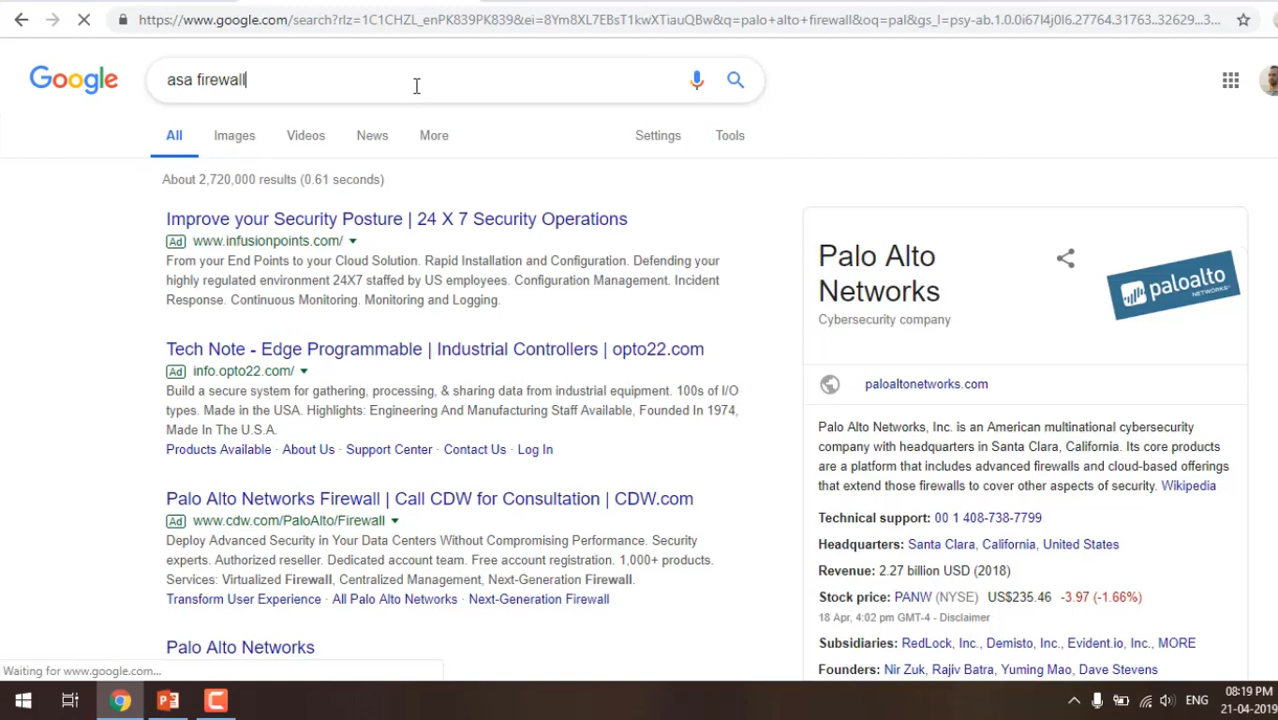 https://www.google.com/search?rlz=1C1CHZL_enPK839PK839&ei=8Ym8XL7EBsT1kwXTiauQBw&q=palo+alto+firewall&oq=pal&gs_l=psy-ab.1.0.0i67l4j0l6.27764.31763..32629...3...
Google
asa firewall
All Images Videos News More Settings Tools
About 2,720,000 results (0.61 seconds)
Improve your Security Posture | 24 X 7 Security Operations
Ad www.infusionpoints.com/
From your End Points to your Cloud Solution. Rapid Installation and Configuration. Defending your
highly regulated environment 24X7 staffed by US employees. Configuration Management. Incident
Response. Continuous Monitoring. Monitoring and Logging.
Tech Note - Edge Programmable | Industrial Controllers | opto22.com
Ad info.opto22.com/
Build a secure system for gathering, processing, & sharing data from industrial equipment. 100s of I/O
types. Made in the USA. Highlights: Engineering And Manufacturing Staff Available, Founded In 1974,
Made In The U.S.A.
Products Available · About Us · Support Center · Contact Us · Log In
Palo Alto Networks Firewall | Call CDW for Consultation | CDW.com
Ad www.cdw.com/PaloAlto/Firewall
Deploy Advanced Security in Your Data Centers Without Compromising Performance. Security
experts. Authorized reseller. Dedicated account team. Free account registration. 1,000+ products.
Services: Virtualized Firewall, Centralized Management, Next-Generation Firewall.
Transform User Experience · All Palo Alto Networks · Next-Generation Firewall
Palo Alto Networks
Palo Alto
Networks
Cybersecurity company
paloalto
NETWORKS
paloaltonetworks.com
Palo Alto Networks, Inc. is an American multinational cybersecurity
company with headquarters in Santa Clara, California. Its core products
are a platform that includes advanced firewalls and cloud-based offerings
that extend those firewalls to cover other aspects of security. Wikipedia
Technical support: 00 1 408-738-7799
Headquarters: Santa Clara, California, United States
Revenue: 2.27 billion USD (2018)
Stock price: PANW (NYSE) US$235.46 -3.97 (-1.66%)
18 Apr, 4:02 pm GMT-4 - Disclaimer
Subsidiaries: RedLock, Inc., Demisto, Inc., Evident.io, Inc., MORE
Founders: Nir Zuk, Rajiv Batra, Yuming Mao, Dave Stevens
Waiting for www.google.com...
ENG
08:19 PM
21-04-2019